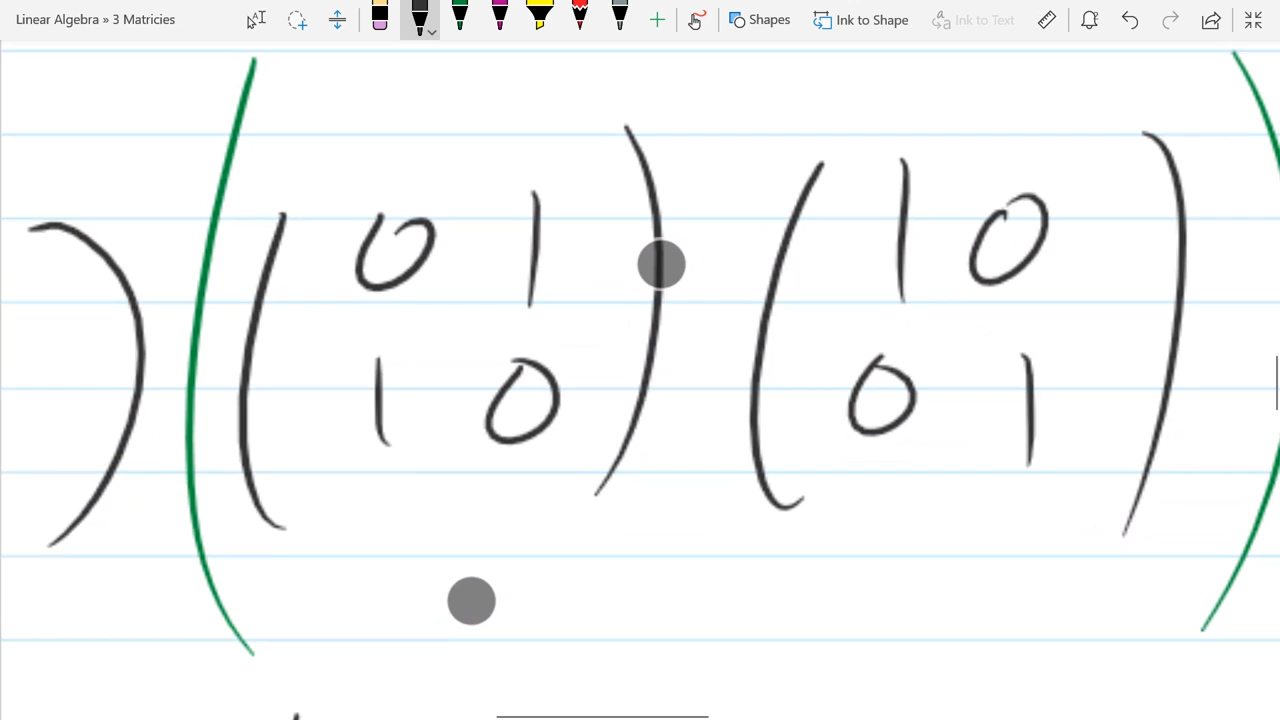 Linear Algebra » 3 Matricies
Shapes
Ink to Shape
Ink to Text
) ( ( 0 1 ) ( 1 0 ) )
1 0 0 1